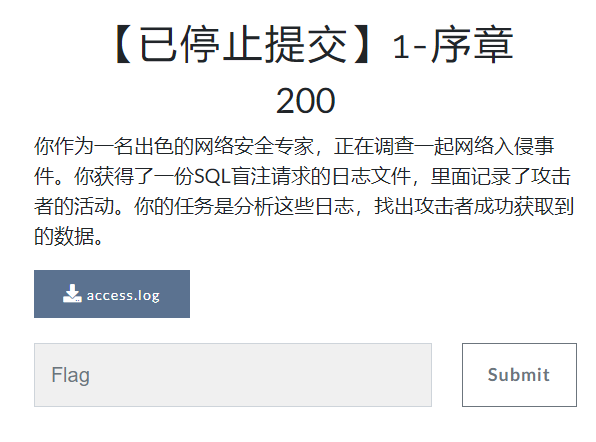 【已停止提交】1-序章
200
你作为一名出色的网络安全专家，正在调查一起网络入侵事
件。你获得了一份SQL盲注请求的日志文件，里面记录了攻击
者的活动。你的任务是分析这些日志，找出攻击者成功获取到
的数据。
access.log
Flag
Submit